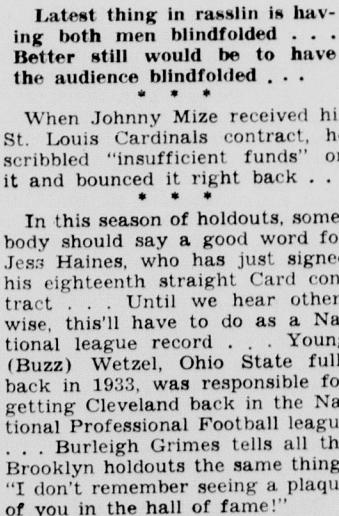 Latest thing in rasslin is hav-
ing both men blindfolded . . .
Better still would be to have
the audience blindfolded . . .
* * *
When Johnny Mize received hi
St. Louis Cardinals contract, h
scribbled "insufficient funds" o
it and bounced it right back . .
* * *
In this season of holdouts, some
body should say a good word fo
Jess Haines, who has just signe
his eighteenth straight Card con
tract . . . Until we hear other
wise, this'll have to do as a Na
tional league record . . . Youn
(Buzz) Wetzel, Ohio State full
back in 1933, was responsible fo
getting Cleveland back in the Na
tional Professional Football leagu
. . . Burleigh Grimes tells all th
Brooklyn holdouts the same thing
"I don't remember seeing a plaqu
of you in the hall of fame!"